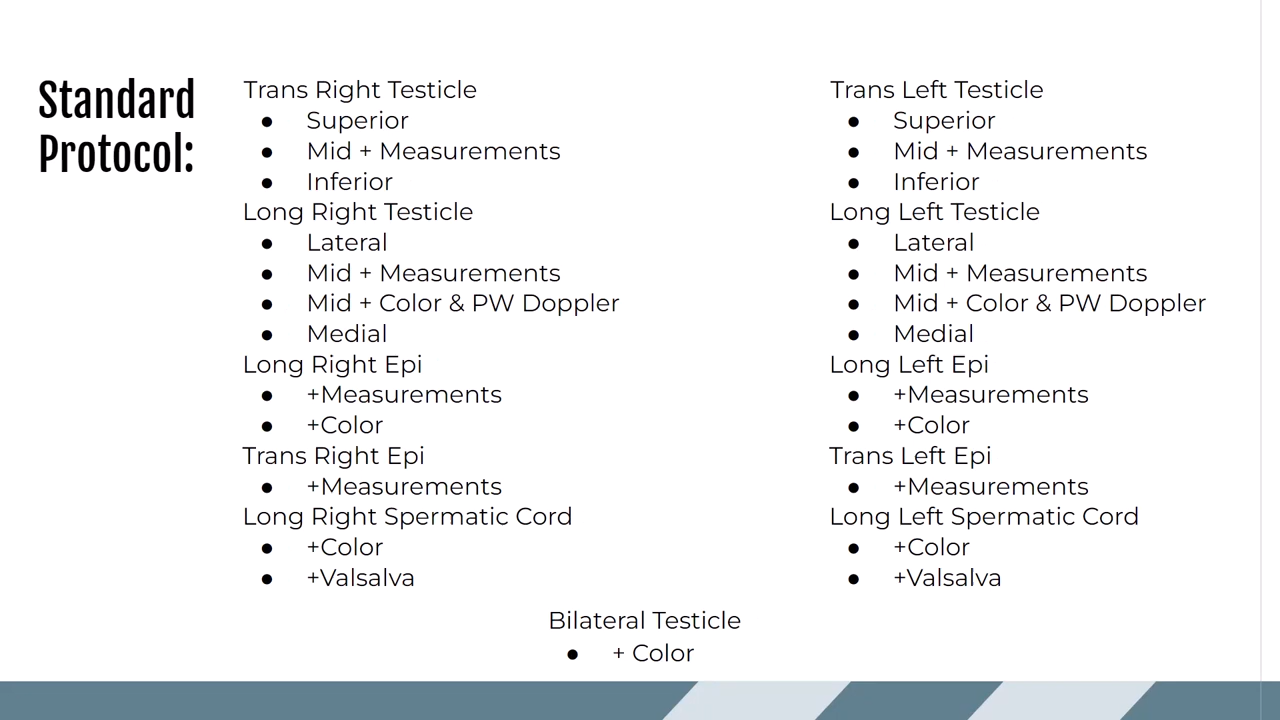 Standard
Protocol:
Trans Right Testicle
● Superior
● Mid + Measurements
● Inferior
Long Right Testicle
● Lateral
● Mid + Measurements
● Mid + Color & PW Doppler
● Medial
Long Right Epi
● +Measurements
● +Color
Trans Right Epi
● +Measurements
Long Right Spermatic Cord
● +Color
● +Valsalva
Trans Left Testicle
● Superior
● Mid + Measurements
● Inferior
Long Left Testicle
● Lateral
● Mid + Measurements
● Mid + Color & PW Doppler
● Medial
Long Left Epi
● +Measurements
● +Color
Trans Left Epi
● +Measurements
Long Left Spermatic Cord
● +Color
● +Valsalva
Bilateral Testicle
● + Color